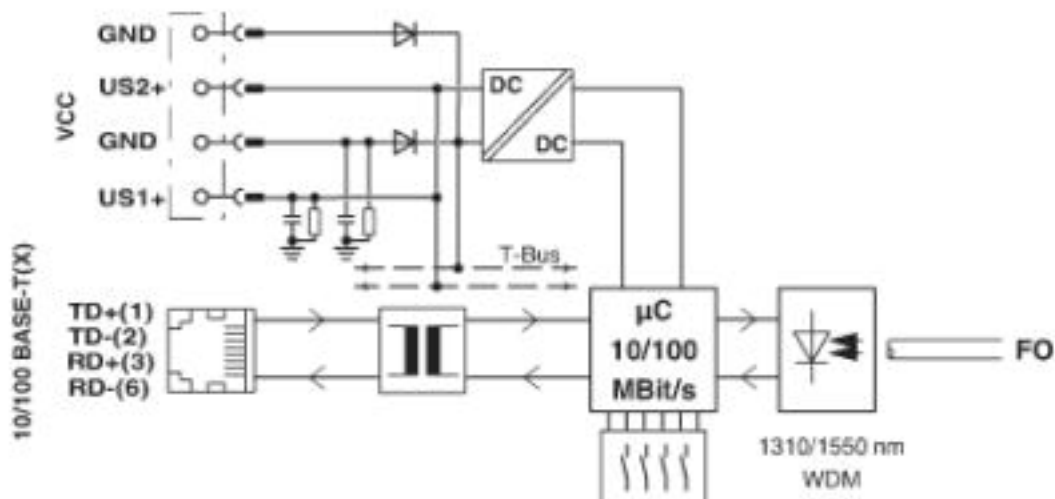 GND
US2+
GND
US1+
VCC
DC
DC
T-Bus
10/100 BASE-T(X)
TD+(1)
TD-(2)
RD+(3)
RD-(6)
µC
10/100
MBit/s
FO
1310/1550 nm
WDM